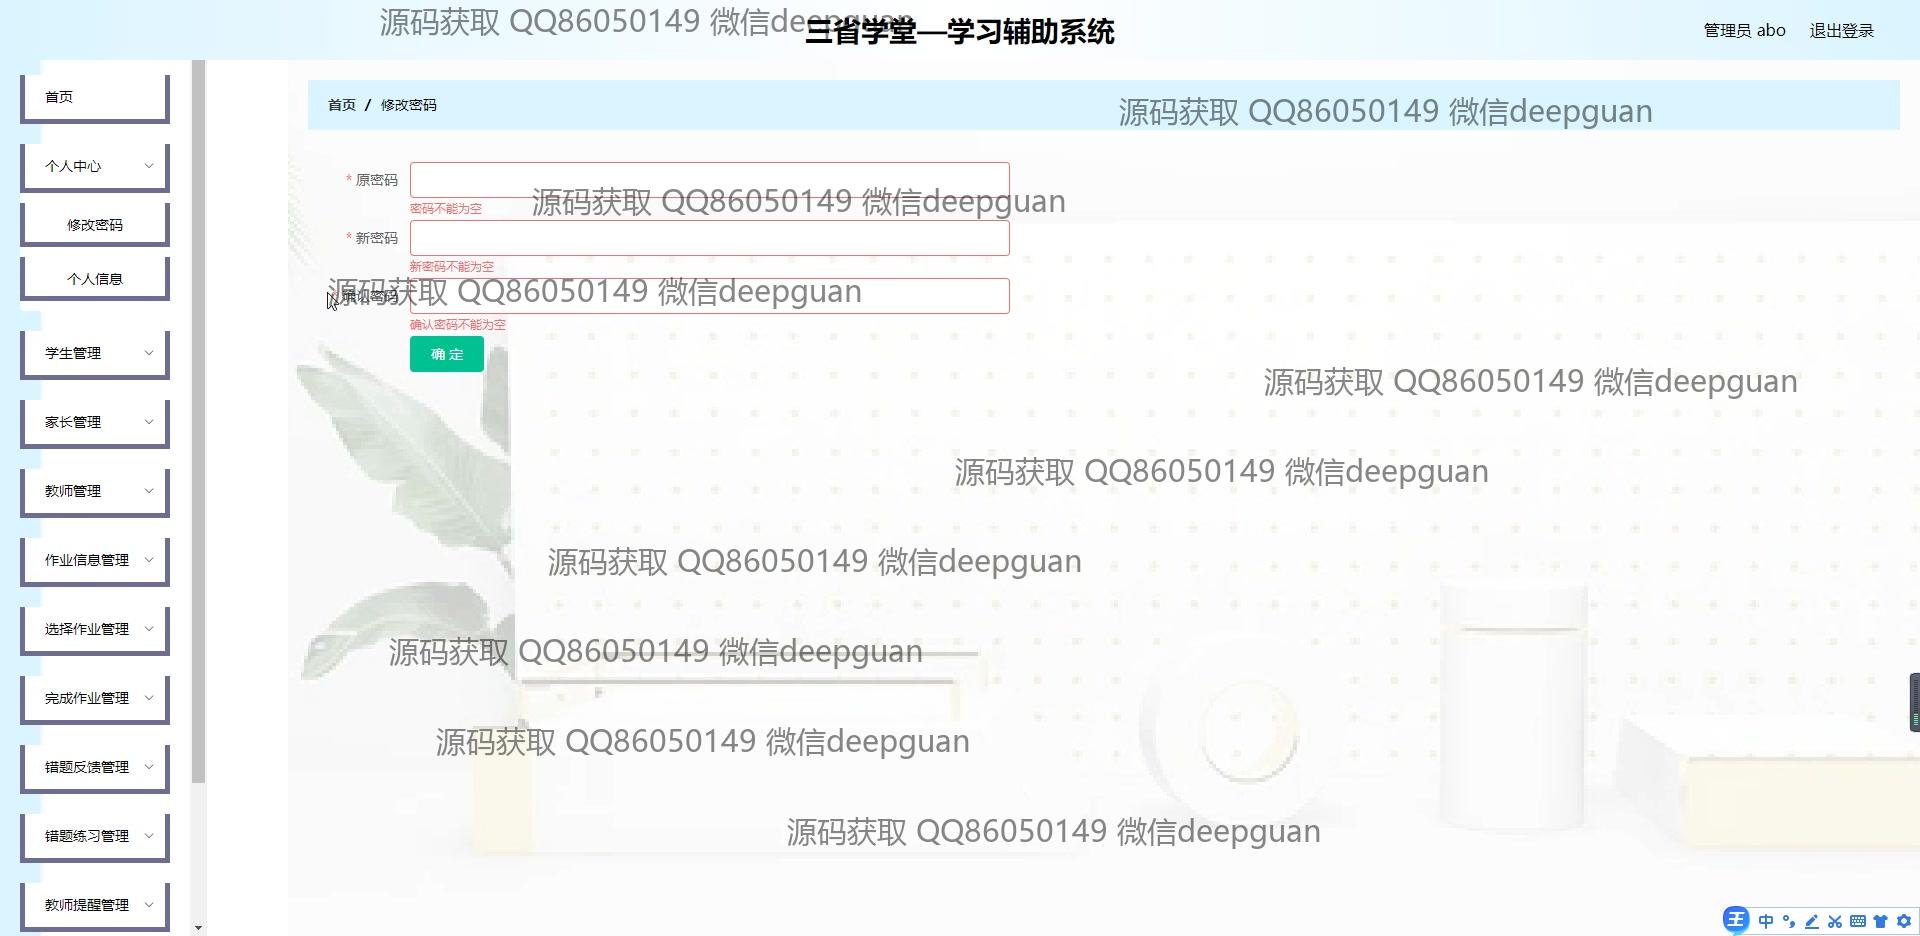 源码获取 QQ86050149 微信deepguan
三省学堂—学习辅助系统
管理员 abo
退出登录
首页
个人中心
修改密码
个人信息
学生管理
家长管理
教师管理
作业信息管理
选择作业管理
完成作业管理
错题反馈管理
错题练习管理
教师提醒管理
首页 / 修改密码
源码获取 QQ86050149 微信deepguan
* 原密码
密码不能为空
源码获取 QQ86050149 微信deepguan
* 新密码
新密码不能为空
源码获取 QQ86050149 微信deepguan
确认密码
确认密码不能为空
确 定
源码获取 QQ86050149 微信deepguan
源码获取 QQ86050149 微信deepguan
源码获取 QQ86050149 微信deepguan
源码获取 QQ86050149 微信deepguan
源码获取 QQ86050149 微信deepguan
源码获取 QQ86050149 微信deepguan
王 中